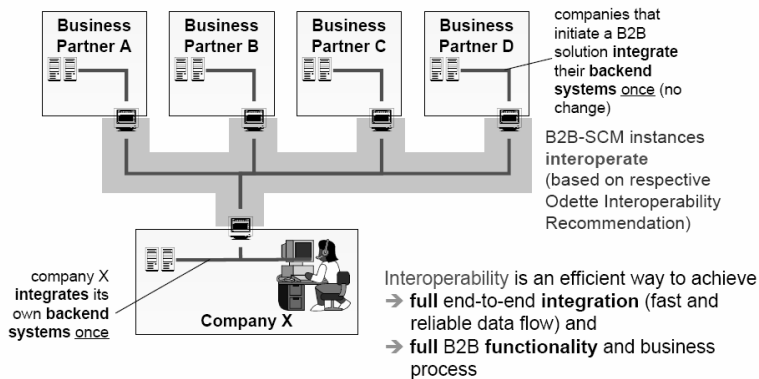 Business
Partner A
Business
Partner B
Business
Partner C
Business
Partner D
companies that
initiate a B2B
solution integrate
their backend
systems once (no
change)
B2B-SCM instances
interoperate
(based on respective
Odette Interoperability
Recommendation)
company X
integrates its
own backend
systems once
Company X
Interoperability is an efficient way to achieve
➔ full end-to-end integration (fast and
reliable data flow) and
➔ full B2B functionality and business
process